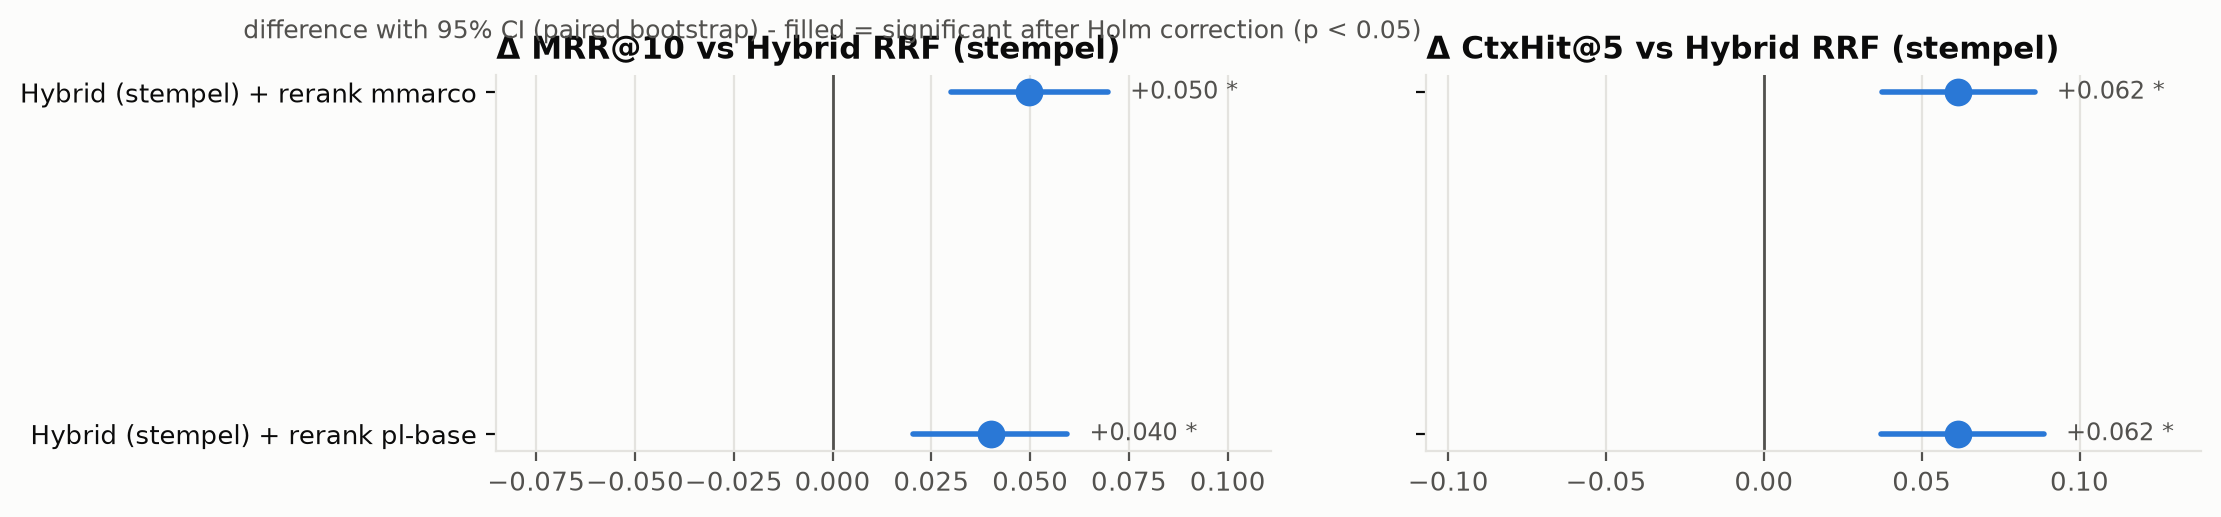 difference with 95% CI (paired bootstrap) - filled = significant after Holm correction (p < 0.05)
Δ MRR@10 vs Hybrid RRF (stempel)
Δ CtxHit@5 vs Hybrid RRF (stempel)
Hybrid (stempel) + rerank mmarco
+0.050 *
+0.062 *
Hybrid (stempel) + rerank pl-base
+0.040 *
+0.062 *
−0.075 −0.050 −0.025 0.000 0.025 0.050 0.075 0.100
−0.10 −0.05 0.00 0.05 0.10